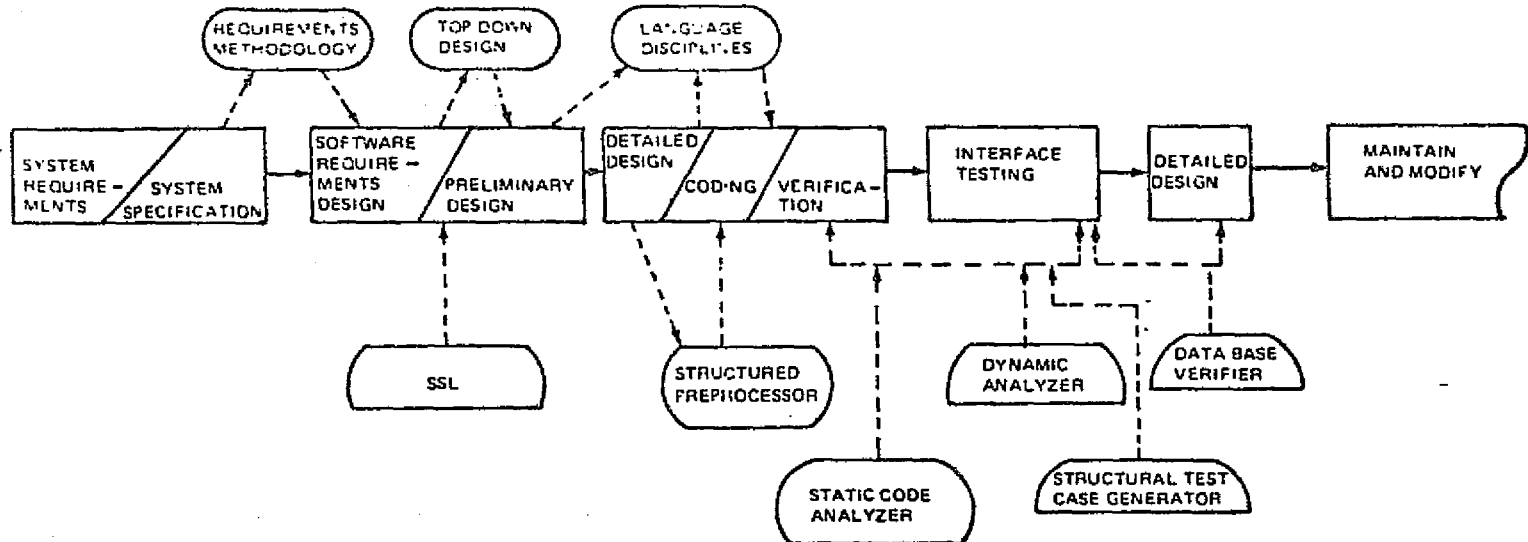 REQUIREMENTS
METHODOLOGY
TOP DOWN
DESIGN
LANGUAGE
DISCIPLINES
SYSTEM
REQUIRE-
MENTS
SYSTEM
SPECIFICATION
SOFTWARE
REQUIRE-
MENTS
DESIGN
PRELIMINARY
DESIGN
DETAILED
DESIGN
CODING
VERIFICA-
TION
INTERFACE
TESTING
DETAILED
DESIGN
MAINTAIN
AND MODIFY
SSL
STRUCTURED
PREPROCESSOR
DYNAMIC
ANALYZER
DATA BASE
VERIFIER
STATIC CODE
ANALYZER
STRUCTURAL TEST
CASE GENERATOR